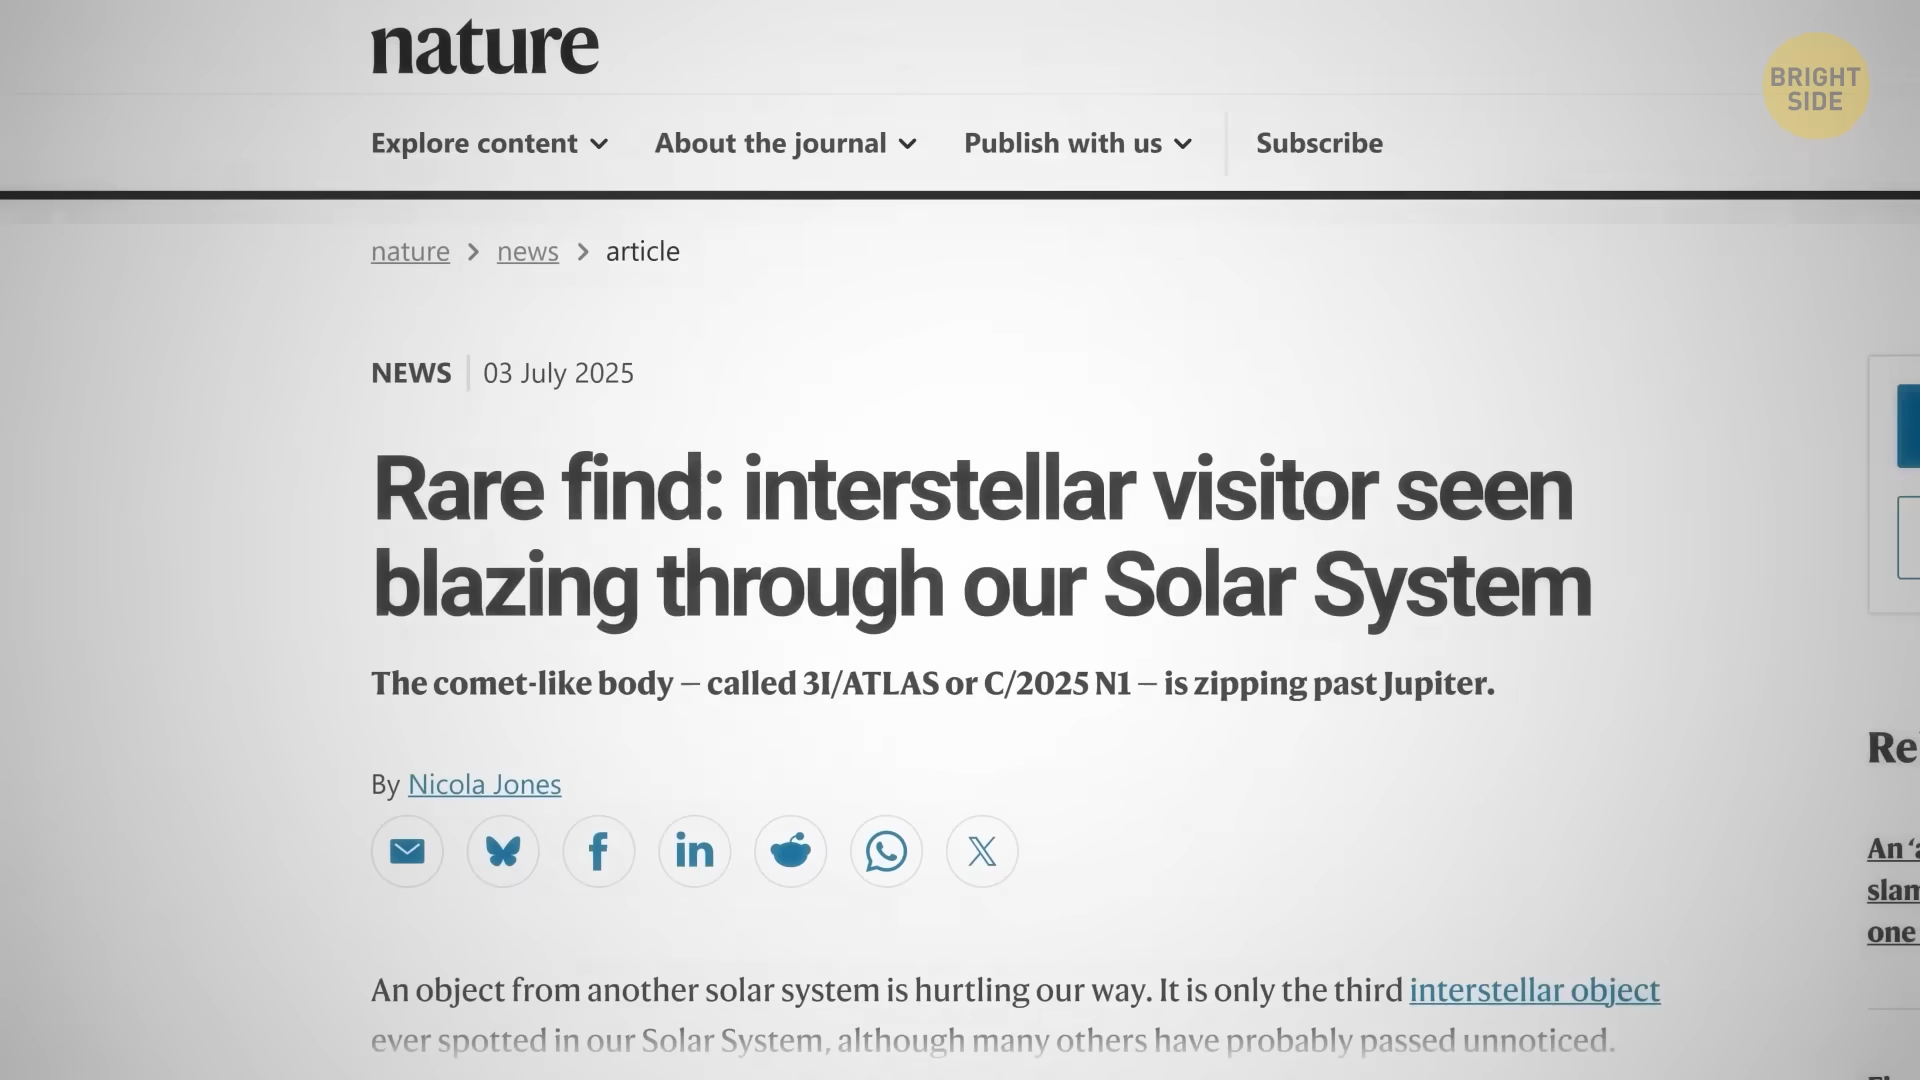 nature
BRIGHT
SIDE
Explore content About the journal Publish with us Subscribe
nature > news > article
NEWS | 03 July 2025
Rare find: interstellar visitor seen
blazing through our Solar System
The comet-like body — called 3I/ATLAS or C/2025 N1 — is zipping past Jupiter.
By Nicola Jones
An object from another solar system is hurtling our way. It is only the third interstellar object
ever spotted in our Solar System, although many others have probably passed unnoticed.
An ‘
one